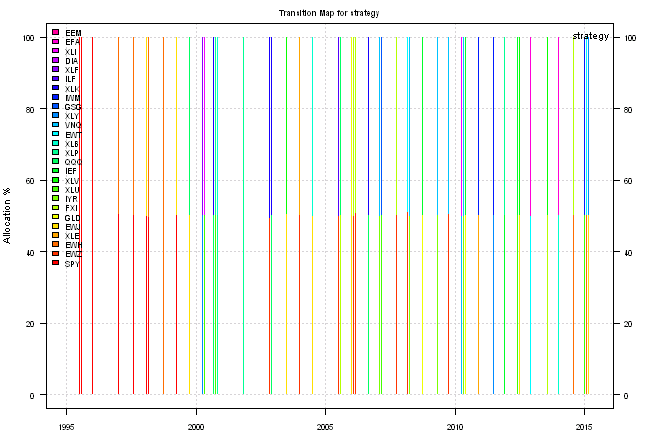 Transition Map for strategy
strategy
EEM
EFA
XLI
DIA
XLF
ILF
XLK
IWM
GSG
XLY
VNQ
EWT
XLB
XLP
QQQ
IEF
XLV
XLU
IYR
FXI
GLD
EWJ
XLE
EWH
EWZ
SPY
Allocation %
100
80
60
40
20
0
100
80
60
40
20
0
1995 2000 2005 2010 2015